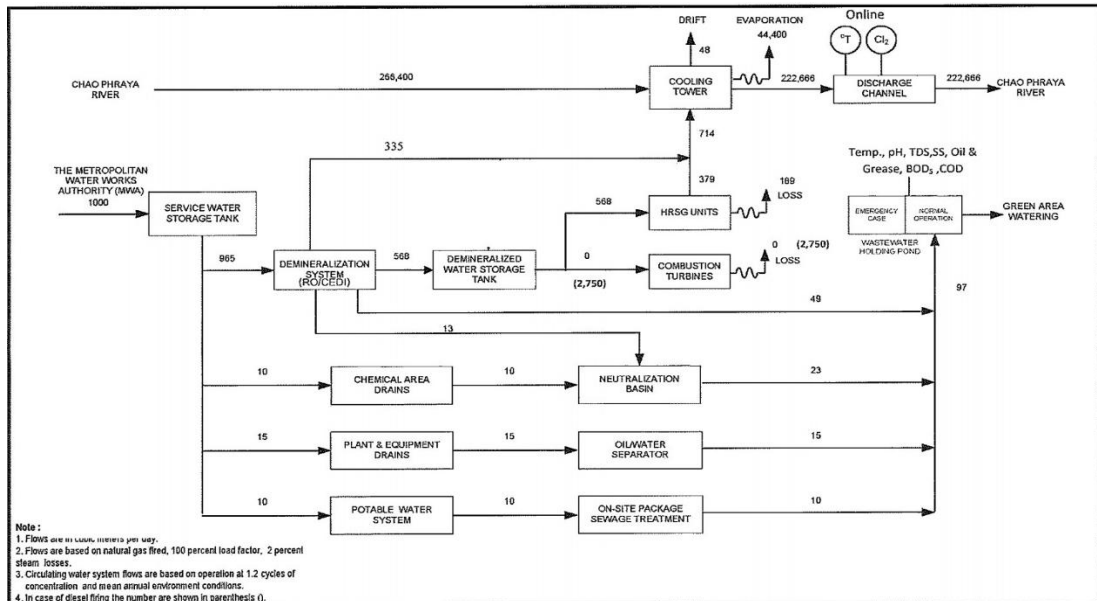 Online
DRIFT
EVAPORATION
44,400
48
°T
Cl2
CHAO PHRAYA
RIVER
266,400
COOLING
TOWER
222,666
DISCHARGE
CHANNEL
222,666
CHAO PHRAYA
RIVER
714
335
THE METROPOLITAN
WATER WORKS
AUTHORITY (MWA)
1000
SERVICE WATER
STORAGE TANK
379
189
LOSS
568
HRSG UNITS
Temp., pH, TDS,SS, Oil &
Grease, BOD5 ,COD
EMERGENCY
CASE
NORMAL
OPERATION
GREEN AREA
WATERING
WASTEWATER
HOLDING POND
965
DEMINERALIZATION
SYSTEM
(RO/CEDI)
568
DEMINERALIZED
WATER STORAGE
TANK
0
(2,750)
COMBUSTION
TURBINES
0 (2,750)
LOSS
49
97
13
10
CHEMICAL AREA
DRAINS
10
NEUTRALIZATION
BASIN
23
15
PLANT & EQUIPMENT
DRAINS
15
OIL/WATER
SEPARATOR
15
10
POTABLE WATER
SYSTEM
10
ON-SITE PACKAGE
SEWAGE TREATMENT
10
Note :
1. Flows are in cubic meters per day.
2. Flows are based on natural gas fired, 100 percent load factor, 2 percent
steam losses.
3. Circulating water system flows are based on operation at 1.2 cycles of
concentration and mean annual environment conditions.
4. In case of diesel firing the number are shown in parenthesis ().